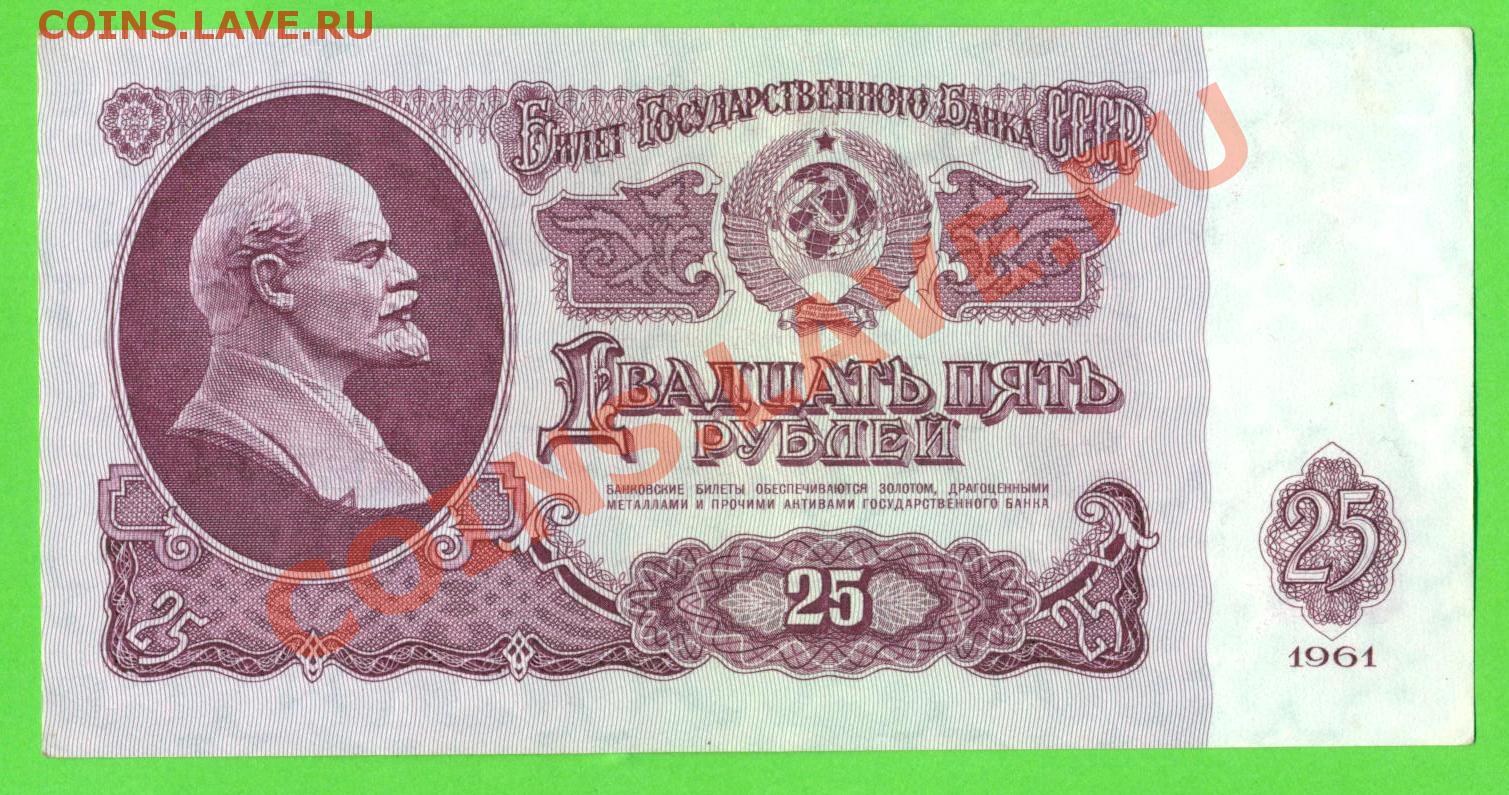 COINS.LAVE.RU
Билет Государственного Банка СССР
Двадцать пять
рублей
БАНКОВСКИЕ БИЛЕТЫ ОБЕСПЕЧИВАЮТСЯ ЗОЛОТОМ, ДРАГОЦЕННЫМИ
МЕТАЛЛАМИ И ПРОЧИМИ АКТИВАМИ ГОСУДАРСТВЕННОГО БАНКА
COINS.LAVE.RU
25
25
25
25
1961